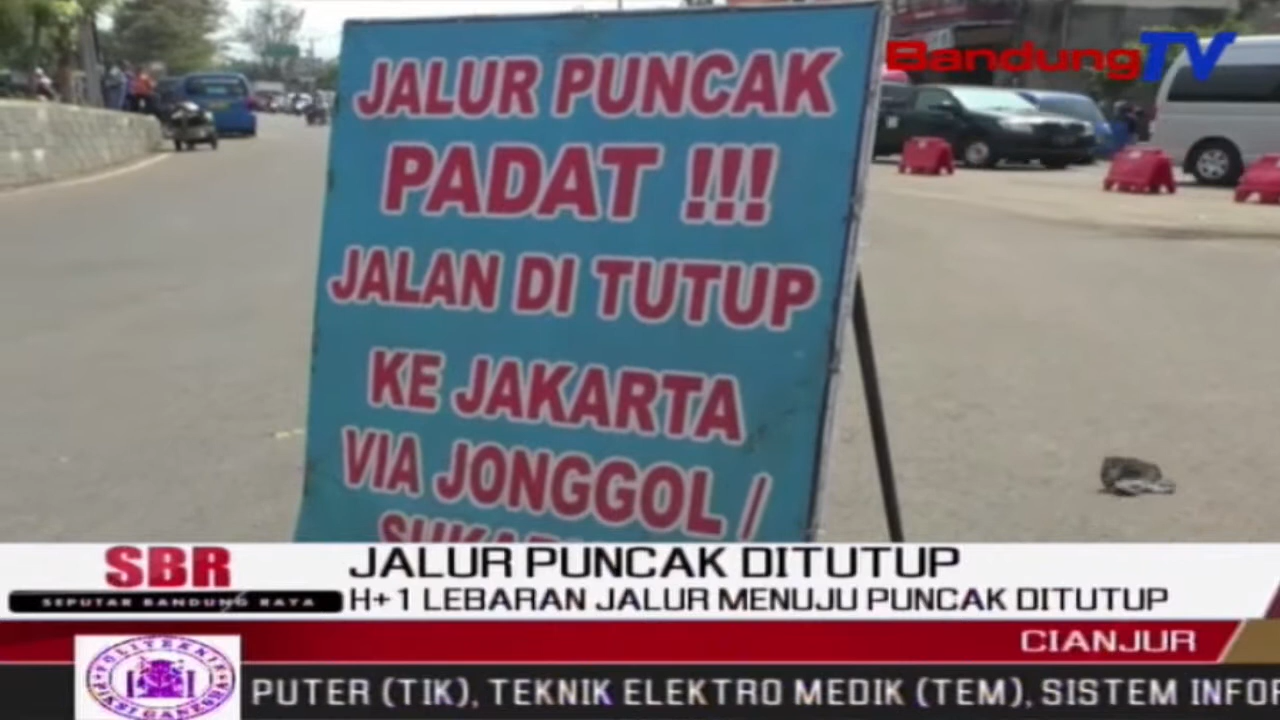 BandungTV
JALUR PUNCAK
PADAT !!!
JALAN DI TUTUP
KE JAKARTA
VIA JONGGOL /
SBR
SEPUTAR BANDUNG RAYA
JALUR PUNCAK DITUTUP
H+1 LEBARAN JALUR MENUJU PUNCAK DITUTUP
CIANJUR
PUTER (TIK), TEKNIK ELEKTRO MEDIK (TEM), SISTEM INFOR